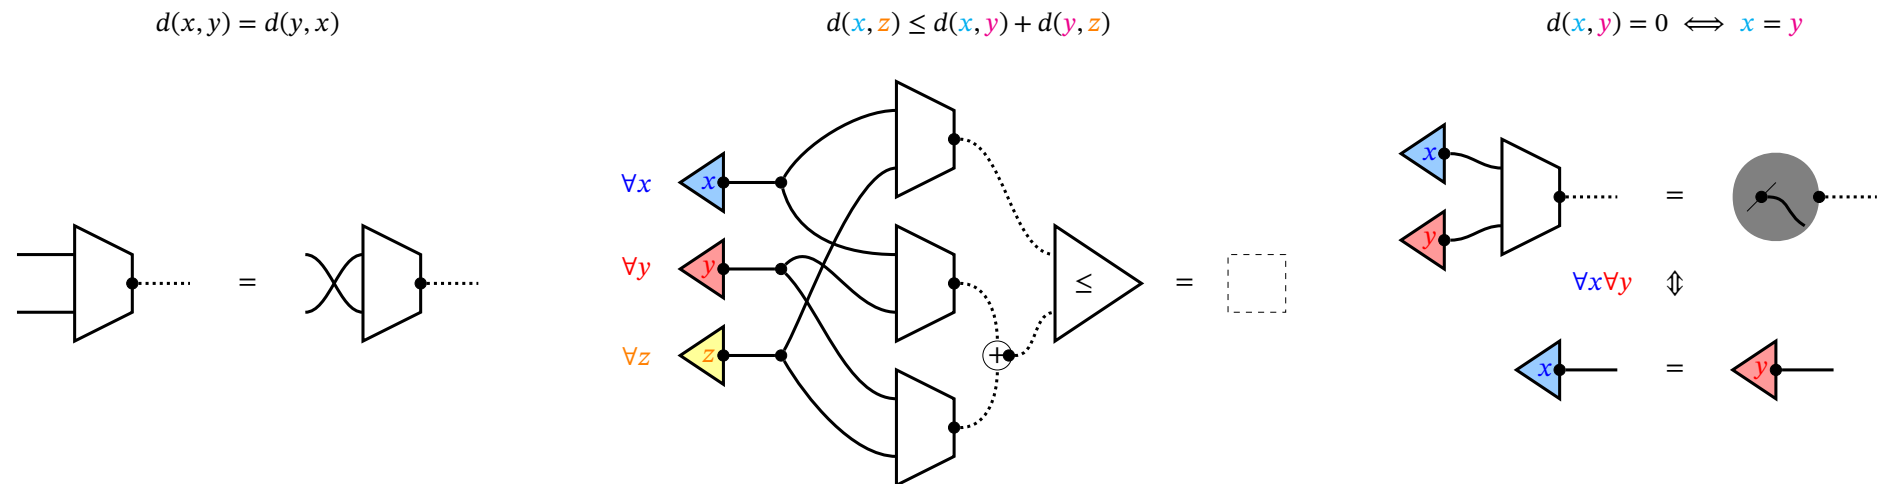 d(x, y) = d(y, x)
d(x, z) ≤ d(x, y) + d(y, z)
d(x, y) = 0 ⟺ x = y
=
∀x x
∀y y
∀z z
+
≤
=
x
y
=
∀x∀y ⇕
x = y